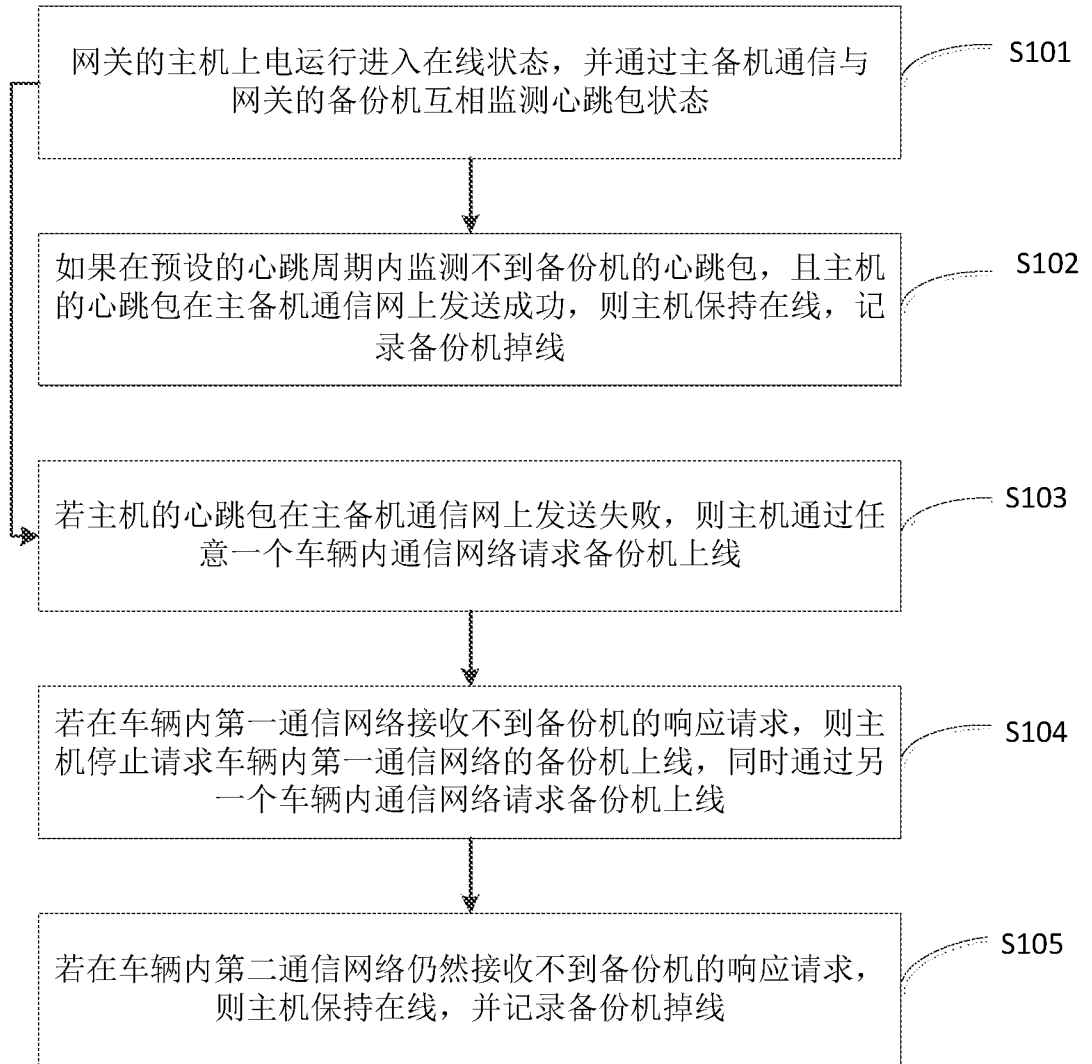 网关的主机上电运行进入在线状态，并通过主备机通信与
网关的备份机互相监测心跳包状态
S101
如果在预设的心跳周期内监测不到备份机的心跳包，且主机
的心跳包在主备机通信网上发送成功，则主机保持在线，记
录备份机掉线
S102
若主机的心跳包在主备机通信网上发送失败，则主机通过任
意一个车辆内通信网络请求备份机上线
S103
若在车辆内第一通信网络接收不到备份机的响应请求，则主
机停止请求车辆内第一通信网络的备份机上线，同时通过另
一个车辆内通信网络请求备份机上线
S104
若在车辆内第二通信网络仍然接收不到备份机的响应请求，
则主机保持在线，并记录备份机掉线
S105